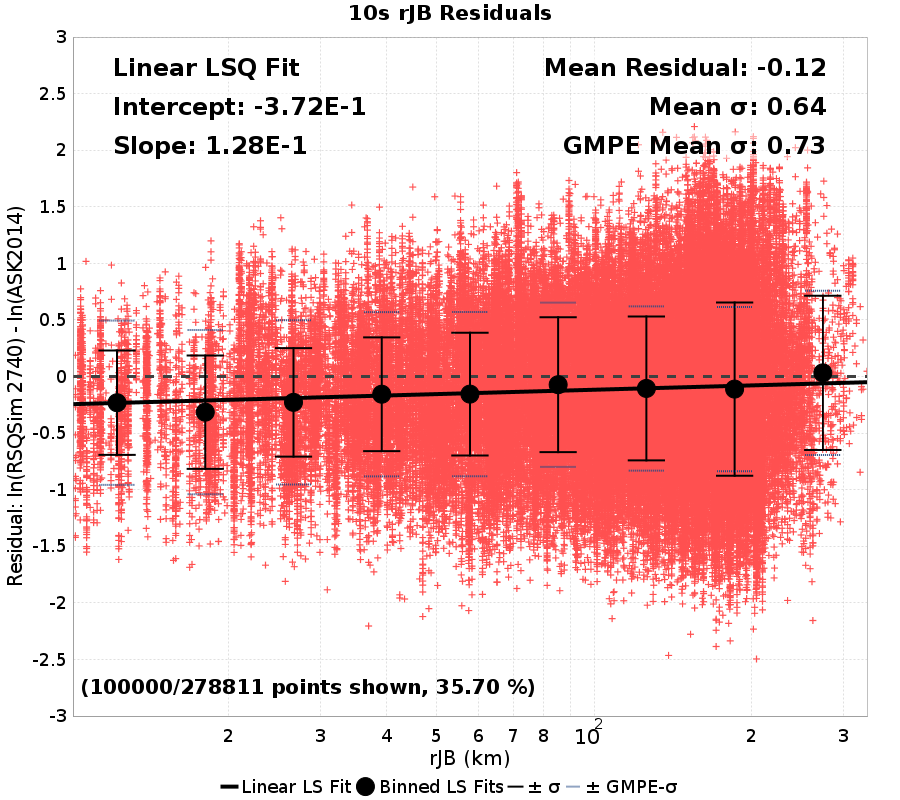 10s rJB Residuals
Linear LSQ Fit
Intercept: -3.72E-1
Slope: 1.28E-1
Mean Residual: -0.12
Mean σ: 0.64
GMPE Mean σ: 0.73
Residual: ln(RSQSim 2740) - ln(ASK2014)
3
2.5
2
1.5
1
0.5
0
-0.5
-1
-1.5
-2
-2.5
-3
(100000/278811 points shown, 35.70 %)
2 3 4 5 6 7 8 10² 2 3
rJB (km)
Linear LS Fit Binned LS Fits ± σ ± GMPE-σ